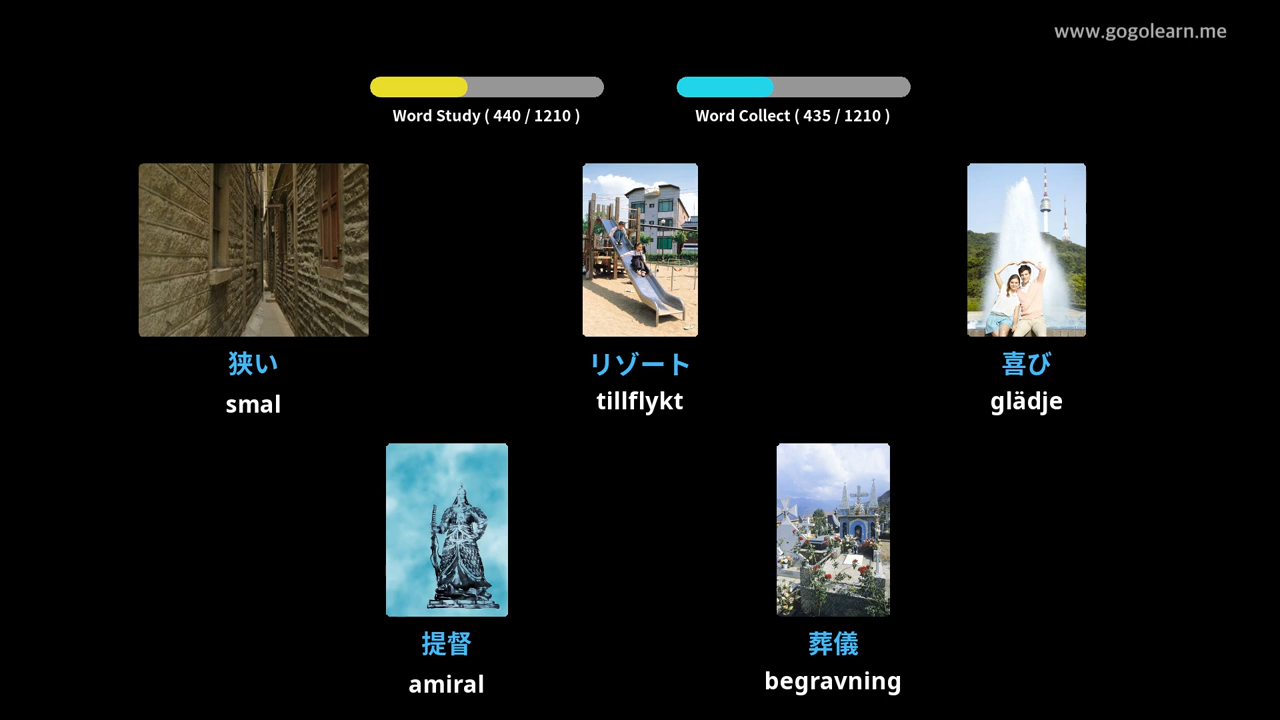 www.gogolearn.me
Word Study ( 440 / 1210 )
Word Collect ( 435 / 1210 )
狭い
smal
リゾート
tillflykt
喜び
glädje
提督
amiral
葬儀
begravning